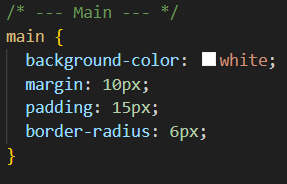 /* --- Main --- */
main {
  background-color: white;
  margin: 10px;
  padding: 15px;
  border-radius: 6px;
}